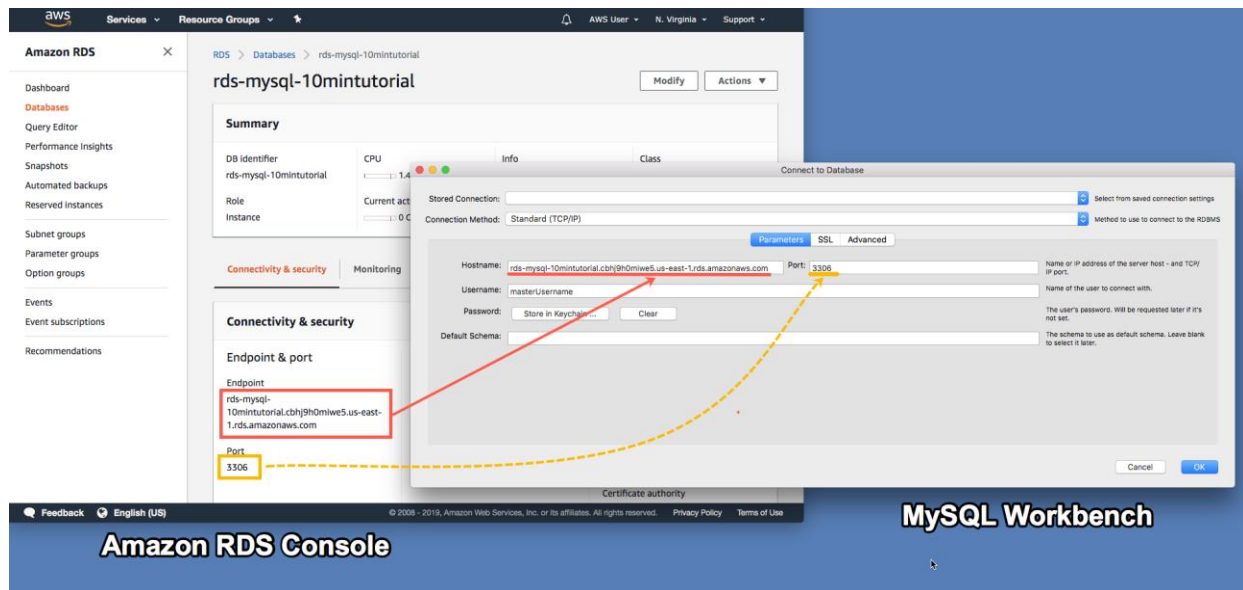 aws Services Resource Groups AWS User N. Virginia Support
Amazon RDS
Dashboard
Databases
Query Editor
Performance Insights
Snapshots
Automated backups
Reserved instances
Subnet groups
Parameter groups
Option groups
Events
Event subscriptions
Recommendations
RDS > Databases > rds-mysql-10mintutorial
rds-mysql-10mintutorial Modify Actions
Summary
DB identifier CPU Info Class
rds-mysql-10mintutorial 1.4
Role Current act
Instance 0 C
Connectivity & security Monitoring
Connectivity & security
Endpoint & port
Endpoint
rds-mysql-
10mintutorial.cbhj9h0miwe5.us-east-
1.rds.amazonaws.com
Port
3306
Certificate authority
Connect to Database
Stored Connection: Select from saved connection settings
Connection Method: Standard (TCP/IP) Method to use to connect to the RDBMS
Parameters SSL Advanced
Hostname: rds-mysql-10mintutorial.cbhj9h0miwe5.us-east-1.rds.amazonaws.com Port: 3306 Name or IP address of the server host - and TCP/
IP port.
Username: masterUsername Name of the user to connect with.
Password: Store in Keychain ... Clear The user's password. Will be requested later if it's
not set.
Default Schema: The schema to use as default schema. Leave blank
to select it later.
Cancel OK
Feedback English (US) © 2008 - 2019, Amazon Web Services, Inc. or its affiliates. All rights reserved. Privacy Policy Terms of Use
Amazon RDS Console
MySQL Workbench